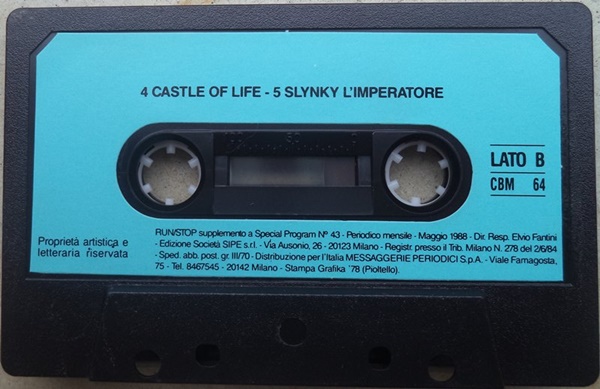 4 CASTLE OF LIFE - 5 SLYNKY L'IMPERATORE
LATO B
CBM 64
Proprietà artistica e
letteraria riservata
RUN/STOP supplemento a Special Program N° 43 - Periodico mensile - Maggio 1988 - Dir. Resp. Elvio Fantini
- Edizione Società SIPE s.r.l. - Via Ausonio, 26 - 20123 Milano - Registr. presso il Trib. Milano N. 278 del 2/6/84
- Sped. abb. post. gr. III/70 - Distribuzione per l'Italia MESSAGGERIE PERIODICI S.p.A. - Viale Famagosta,
75 - Tel. 8467545 - 20142 Milano - Stampa Grafika '78 (Pioltello).